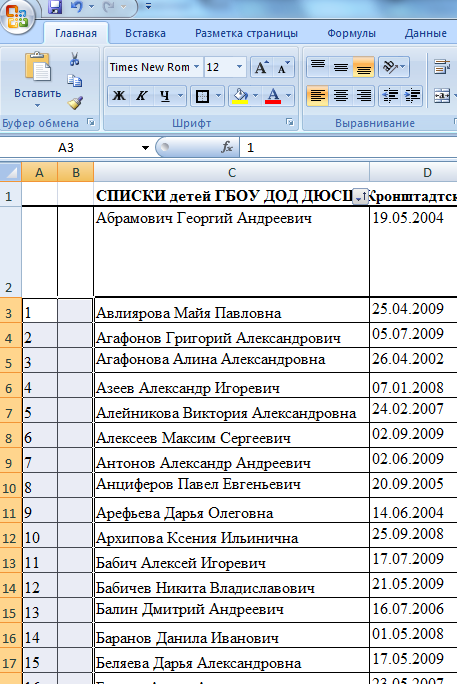 Главная Вставка Разметка страницы Формулы Данные
Вставить
Times New Rom 12 A A
Ж К Ч A
Буфер обмена Шрифт Выравнивание
A3 fx 1
A B C D
1 СПИСКИ детей ГБОУ ДОД ДЮСШ Кронштадтск
2 Абрамович Георгий Андреевич 19.05.2004
3 1 Авлиярова Майя Павловна 25.04.2009
4 2 Агафонов Григорий Александрович 05.07.2009
5 3 Агафонова Алина Александровна 26.04.2002
6 4 Азеев Александр Игоревич 07.01.2008
7 5 Алейникова Виктория Александровна 24.02.2007
8 6 Алексеев Максим Сергеевич 02.09.2009
9 7 Антонов Александр Андреевич 02.06.2009
10 8 Анциферов Павел Евгеньевич 20.09.2005
11 9 Арефьева Дарья Олеговна 14.06.2004
12 10 Архипова Ксения Ильинична 25.09.2008
13 11 Бабич Алексей Игоревич 17.07.2009
14 12 Бабичев Никита Владиславович 21.05.2009
15 13 Балин Дмитрий Андреевич 16.07.2006
16 14 Баранов Данила Иванович 01.05.2008
17 15 Беляева Дарья Александровна 17.05.2009